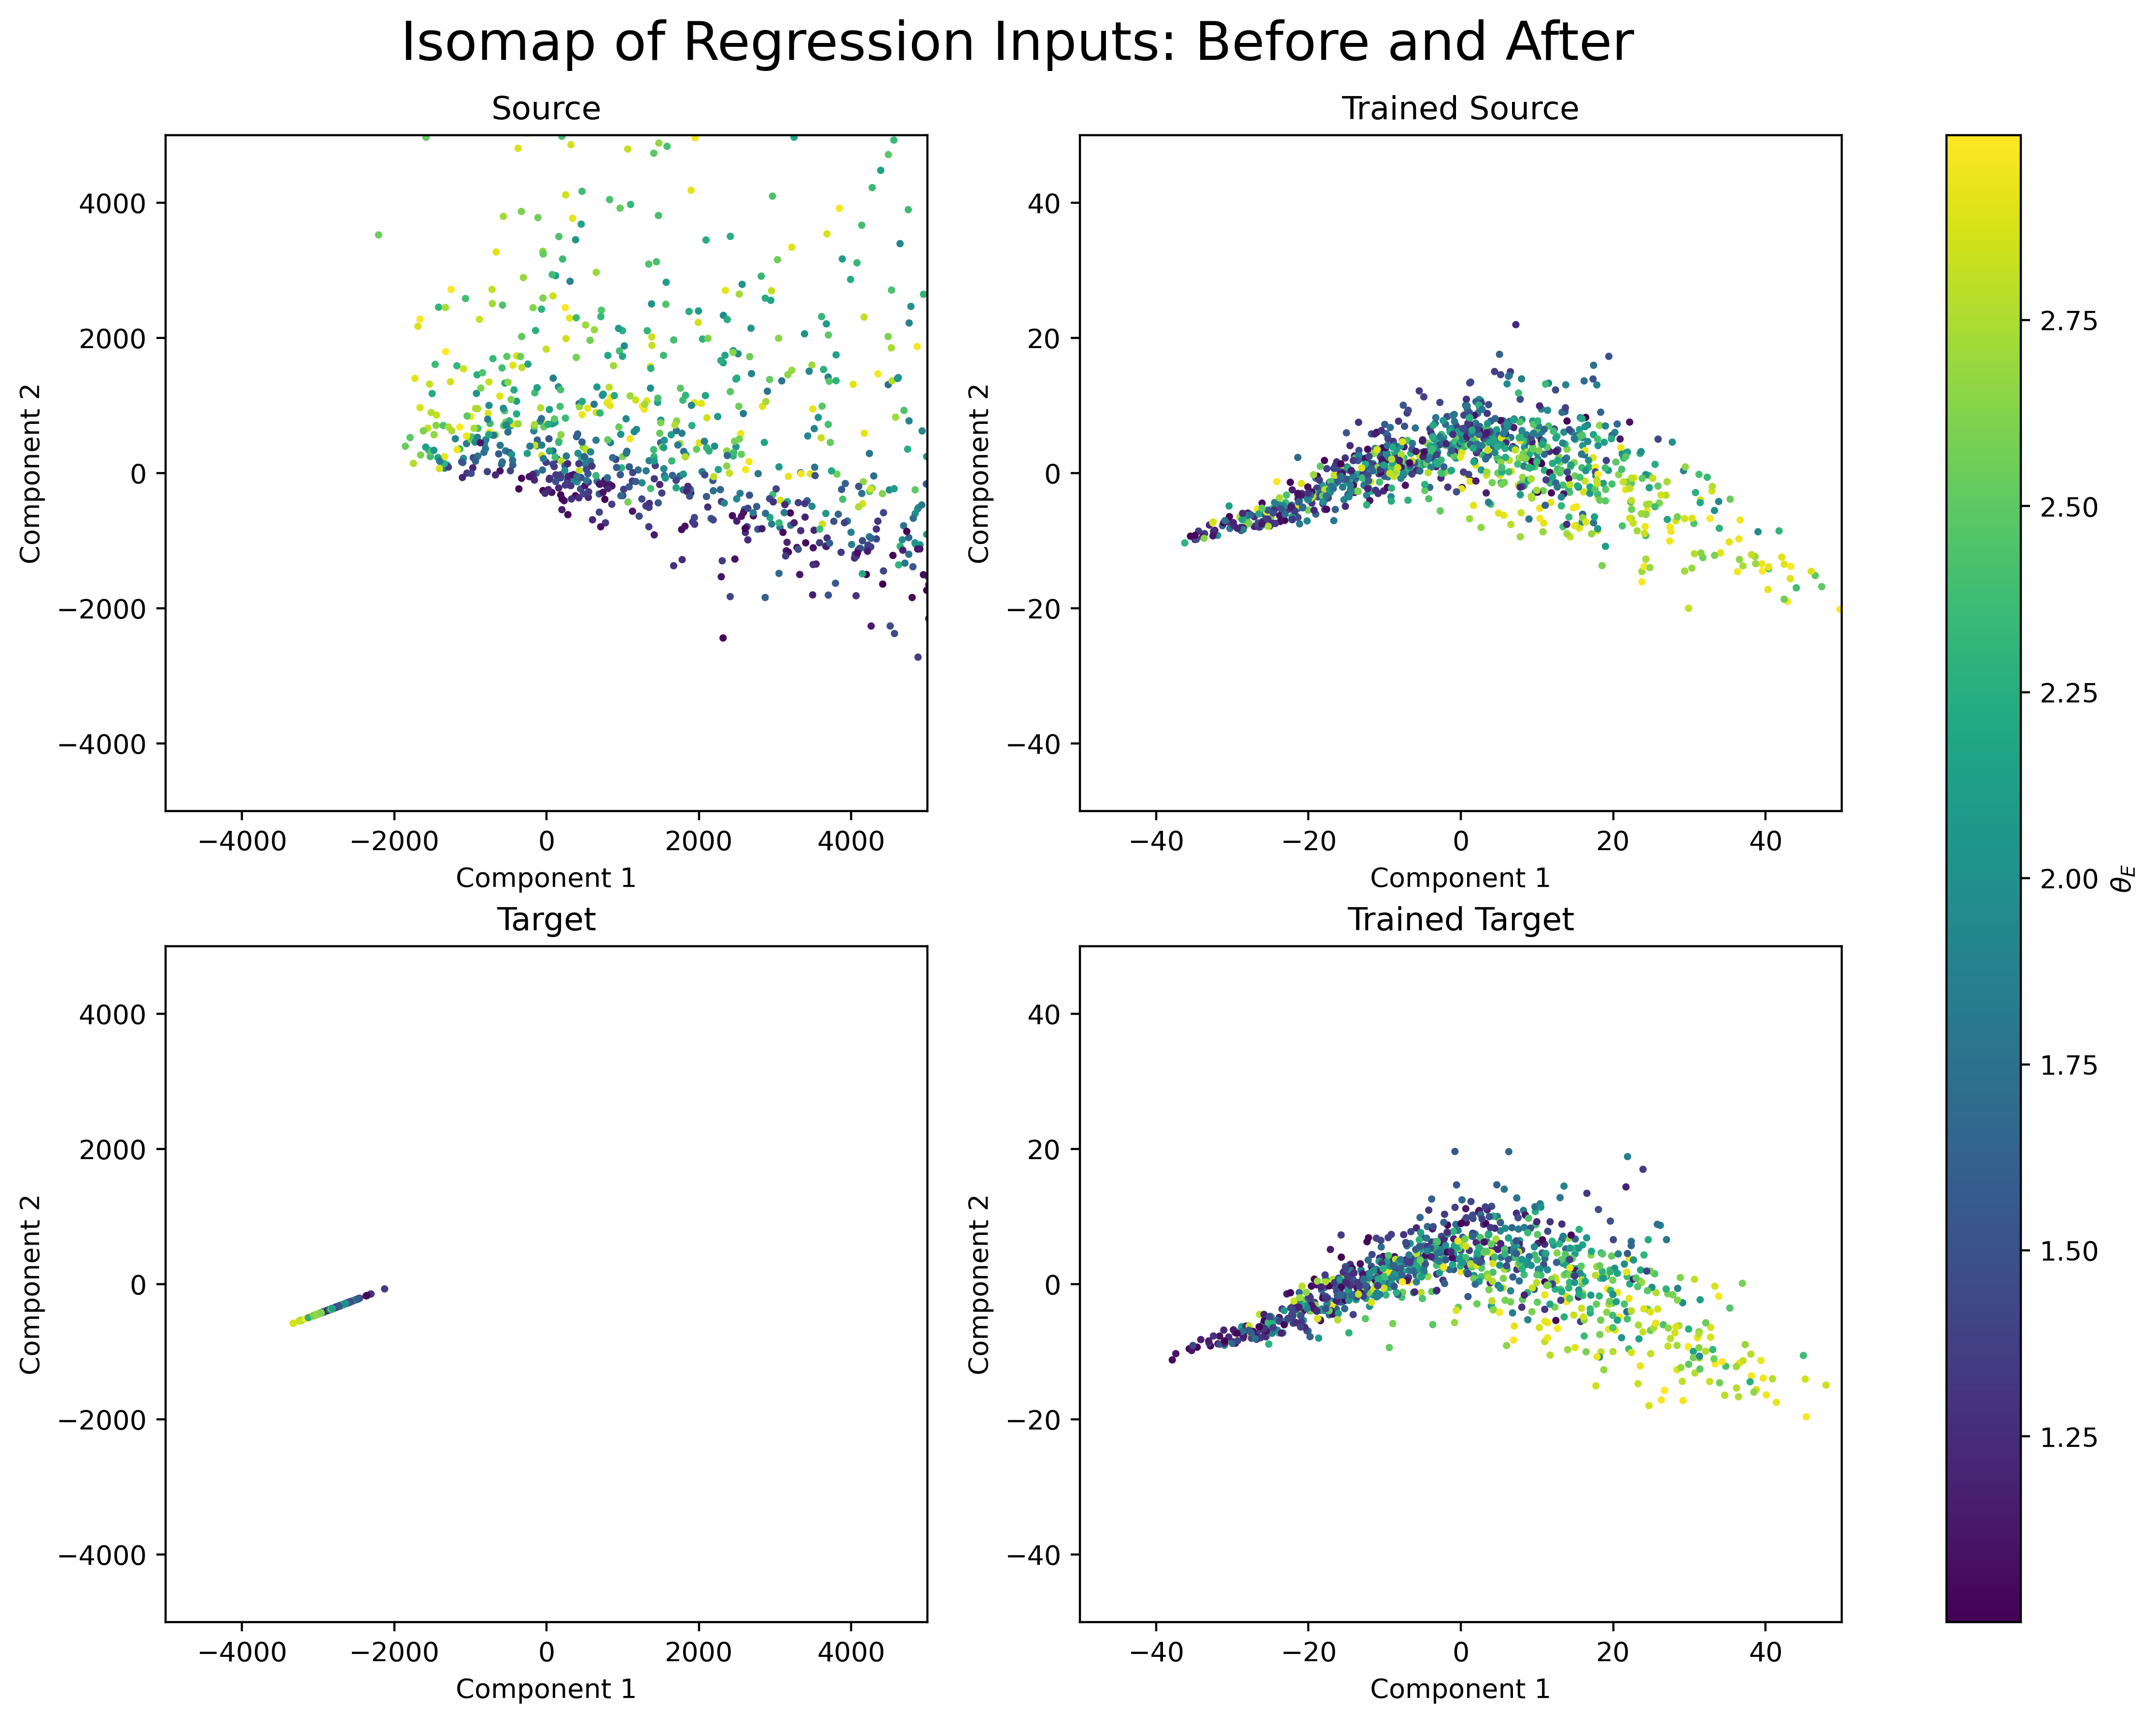 Isomap of Regression Inputs: Before and After
Source
4000
2000
0
−2000
−4000
Component 2
−4000 −2000 0 2000 4000
Component 1
Trained Source
40
20
0
−20
−40
Component 2
−40 −20 0 20 40
Component 1
Target
4000
2000
0
−2000
−4000
Component 2
−4000 −2000 0 2000 4000
Component 1
Trained Target
40
20
0
−20
−40
Component 2
−40 −20 0 20 40
Component 1
2.75
2.50
2.25
2.00
1.75
1.50
1.25
θE